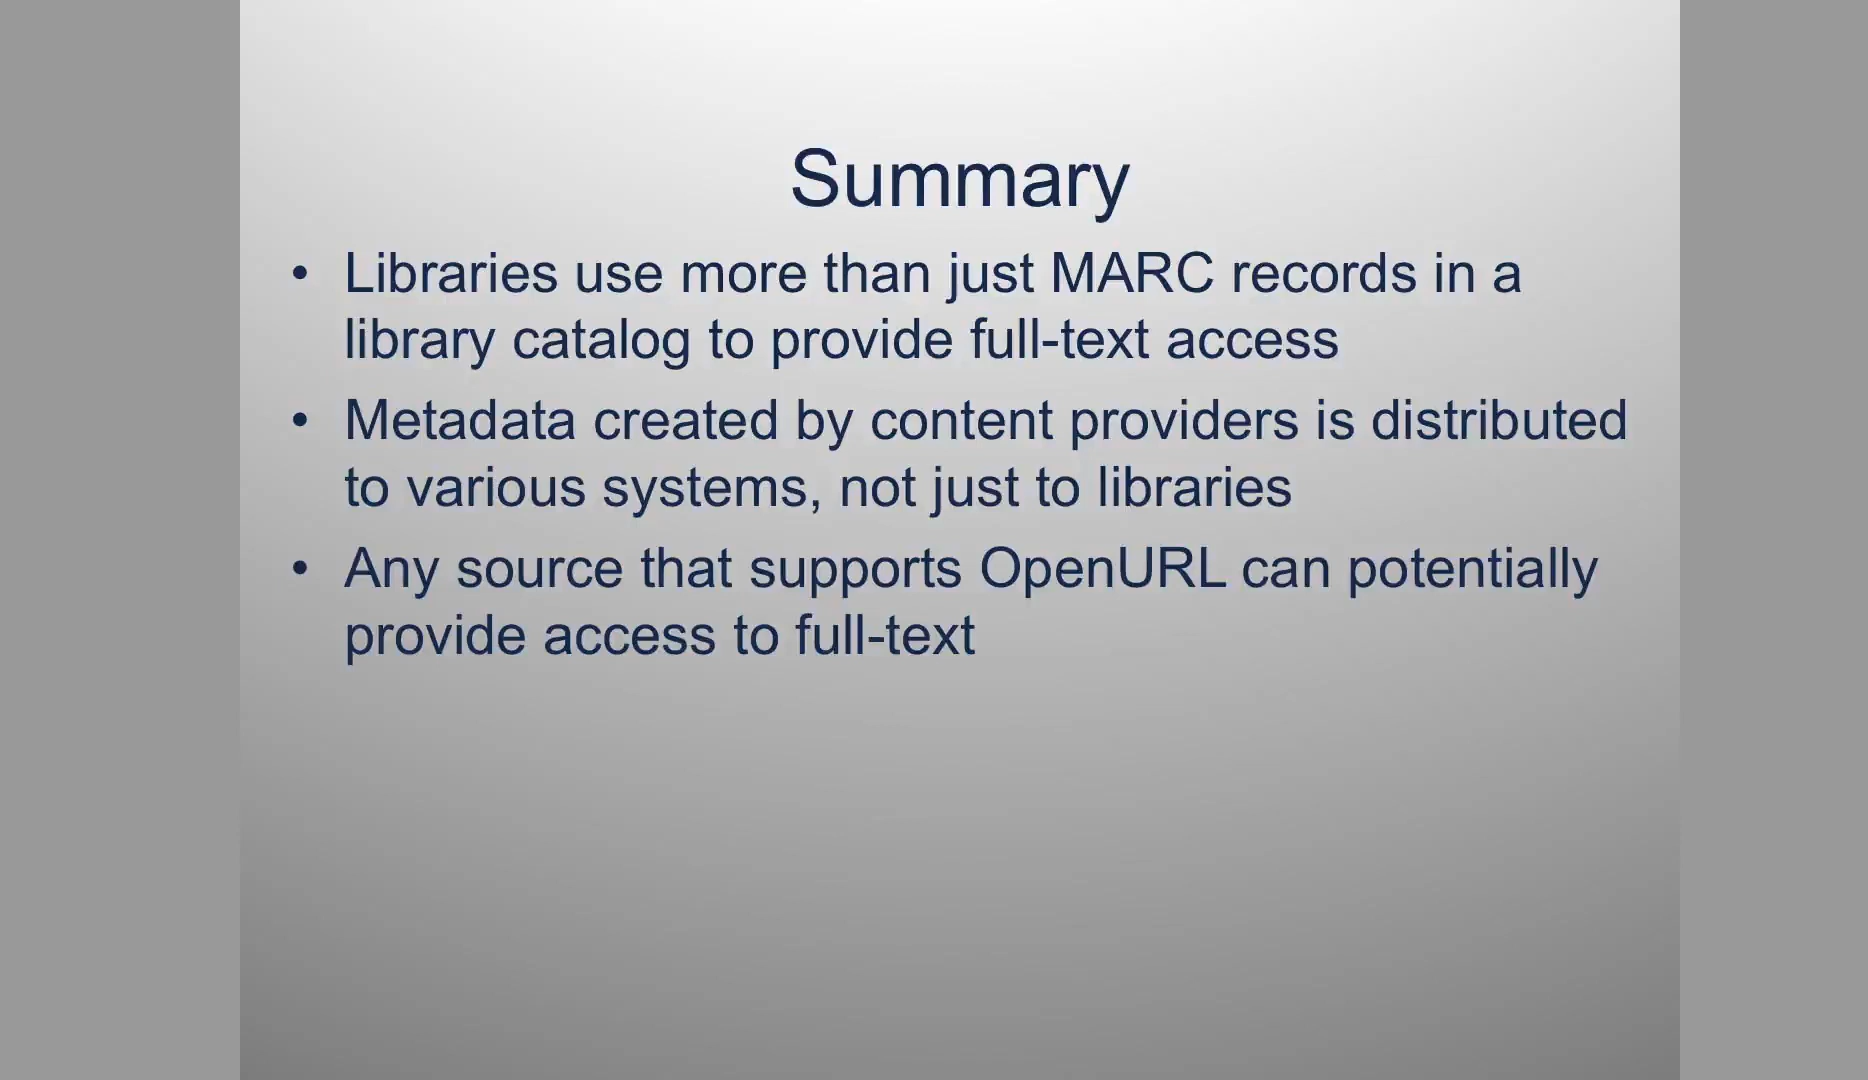 Summary
• Libraries use more than just MARC records in a
library catalog to provide full-text access
• Metadata created by content providers is distributed
to various systems, not just to libraries
• Any source that supports OpenURL can potentially
provide access to full-text